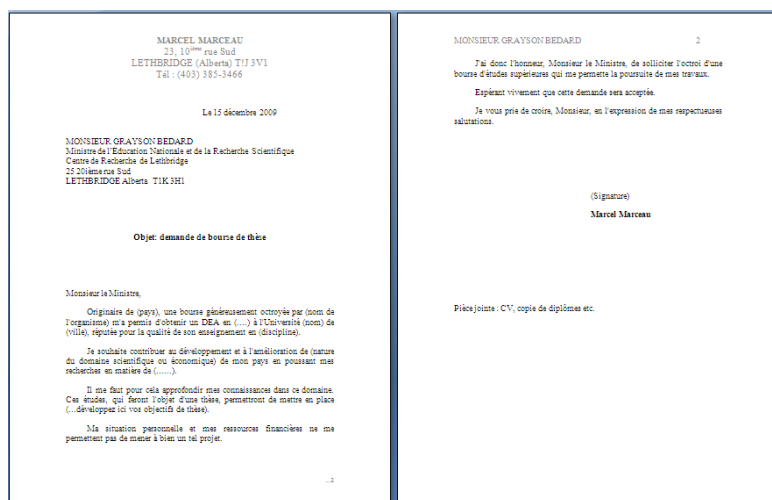 MARCEL MARCEAU
23, 10ième rue Sud
LETHBRIDGE (Alberta) T1J 3V1
Tél : (403) 385-3466
Le 15 décembre 2009
MONSIEUR GRAYSON BEDARD
Ministre de l'Éducation Nationale et de la Recherche Scientifique
Centre de Recherche de Lethbridge
25 20ième rue Sud
LETHBRIDGE Alberta T1K 3H1
Objet: demande de bourse de thèse
Monsieur le Ministre,
Originaire de (pays), une bourse généreusement octroyée par (nom de
l'organisme) m'a permis d'obtenir un DEA en (....) à l'Université (nom) de
(ville), réputée pour la qualité de son enseignement en (discipline).
Je souhaite contribuer au développement et à l'amélioration de (nature
du domaine scientifique ou économique) de mon pays en poussant mes
recherches en matière de (......).
Il me faut pour cela approfondir mes connaissances dans ce domaine.
Ces études, qui feront l'objet d'une thèse, permettront de mettre en place
(...développez ici vos objectifs de thèse).
Ma situation personnelle et mes ressources financières ne me
permettent pas de mener à bien un tel projet.
...2
MONSIEUR GRAYSON BEDARD 2
J'ai donc l'honneur, Monsieur le Ministre, de solliciter l'octroi d'une
bourse d'études supérieures qui me permette la poursuite de mes travaux.
Espérant vivement que cette demande sera acceptée.
Je vous prie de croire, Monsieur, en l'expression de mes respectueuses
salutations.
(Signature)
Marcel Marceau
Pièce jointe : CV, copie de diplômes etc.